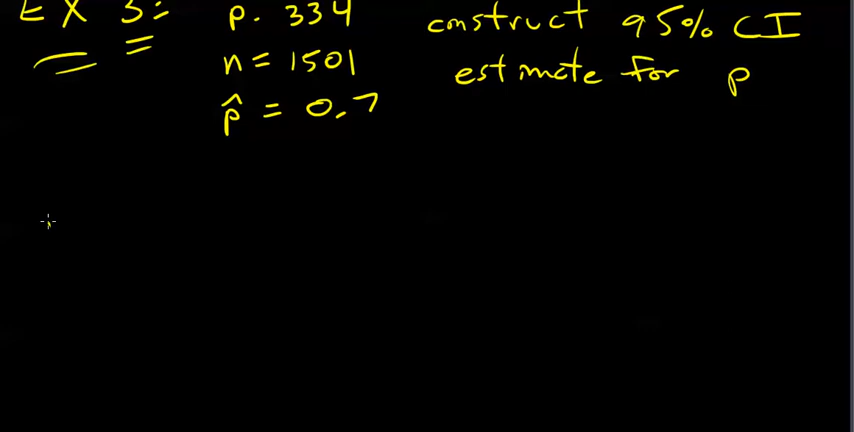 EX 3: p. 334 construct 95% CI
n = 1501 estimate for p
p̂ = 0.7